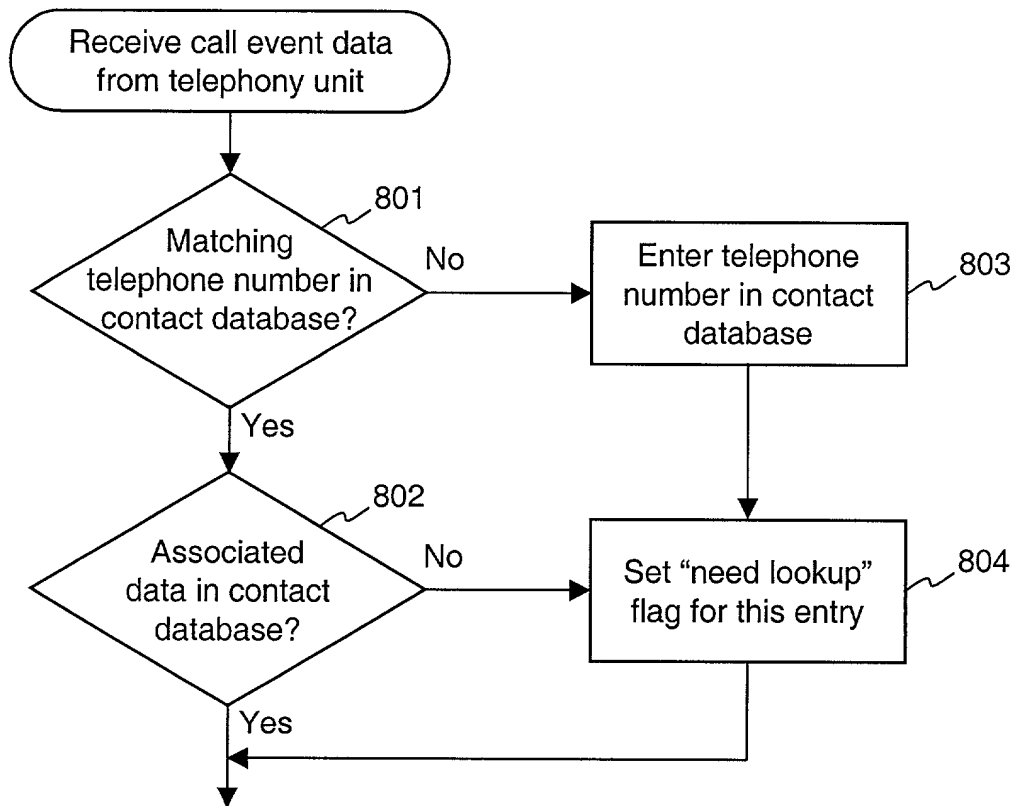 Receive call event data
from telephony unit
801
Matching
telephone number in
contact database?
No
Enter telephone
number in contact
database
803
Yes
802
Associated
data in contact
database?
No
Set “need lookup”
flag for this entry
804
Yes